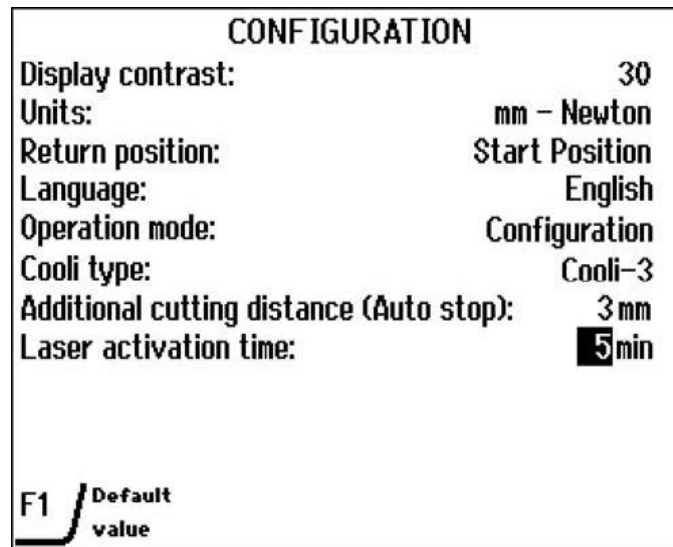 CONFIGURATION
Display contrast: 30
Units: mm - Newton
Return position: Start Position
Language: English
Operation mode: Configuration
Cooli type: Cooli-3
Additional cutting distance (Auto stop): 3 mm
Laser activation time: 5 min
F1 Default
value